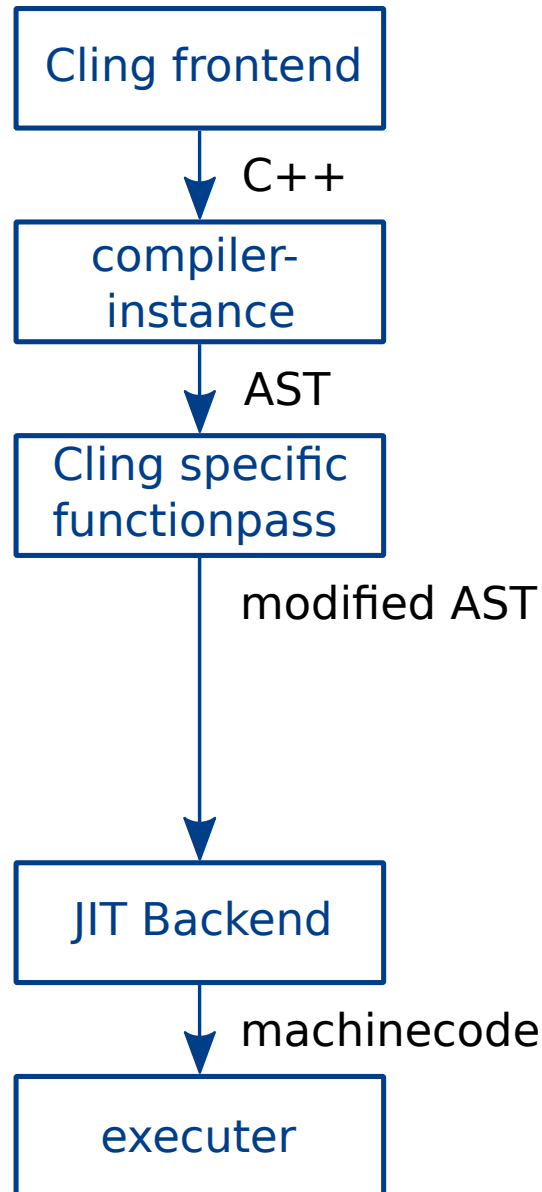 Cling frontend
C++
compiler-
instance
AST
Cling specific
functionpass
modified AST
JIT Backend
machinecode
executer